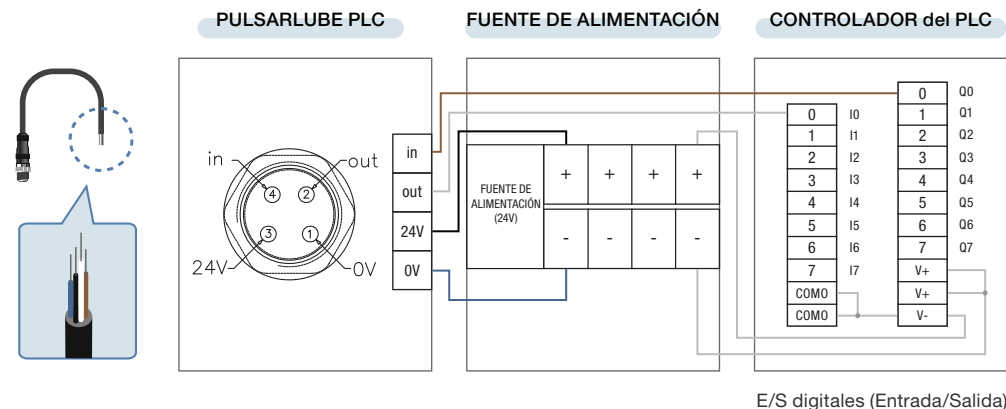 PULSARLUBE PLC
FUENTE DE ALIMENTACIÓN
CONTROLADOR del PLC
in
out
4
2
3
1
24V
0V
in
out
24V
0V
FUENTE DE
ALIMENTACIÓN
(24V)
+ + + +
- - - -
0 I0
1 I1
2 I2
3 I3
4 I4
5 I5
6 I6
7 I7
COMO
COMO
0 Q0
1 Q1
2 Q2
3 Q3
4 Q4
5 Q5
6 Q6
7 Q7
V+
V+
V-
E/S digitales (Entrada/Salida)